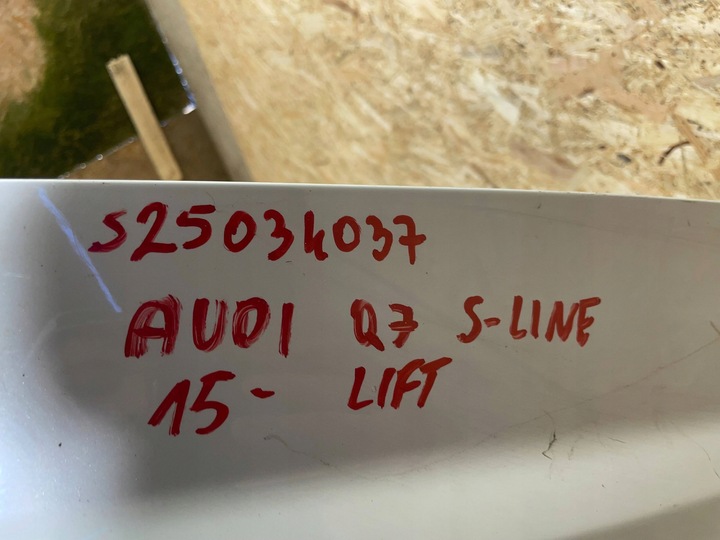 S25034037
AUDI Q7 S-LINE
15- LIFT